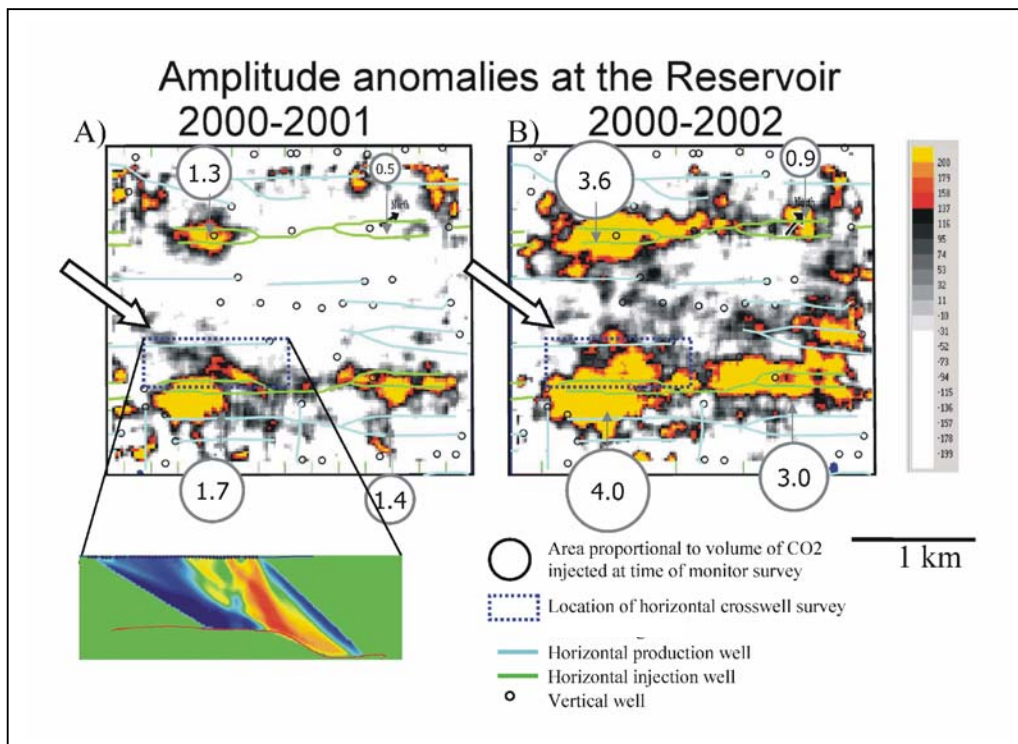 Amplitude anomalies at the Reservoir
A) 2000-2001
B) 2000-2002
1.3
0.5
North
3.6
0.9
North
200
179
158
137
116
95
74
53
32
11
-10
-31
-52
-73
-94
-115
-136
-157
-178
-199
1.7
1.4
4.0
3.0
1 km
Area proportional to volume of CO2
injected at time of monitor survey
Location of horizontal crosswell survey
Horizontal production well
Horizontal injection well
Vertical well